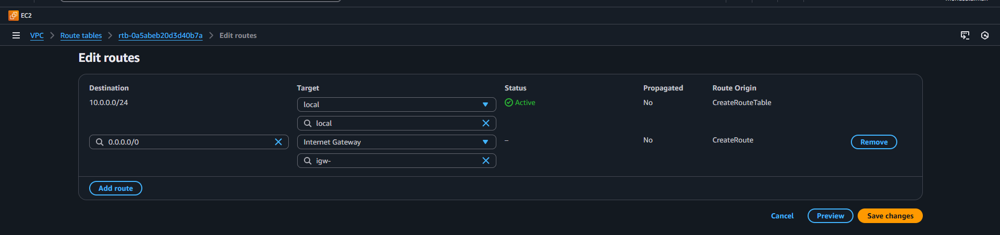 EC2
VPC > Route tables > rtb-0a5abeb20d3d40b7a > Edit routes
Edit routes
Destination Target Status Propagated Route Origin
10.0.0.0/24 local Active No CreateRouteTable
local
0.0.0.0/0 Internet Gateway – No CreateRoute Remove
igw-
Add route
Cancel Preview Save changes